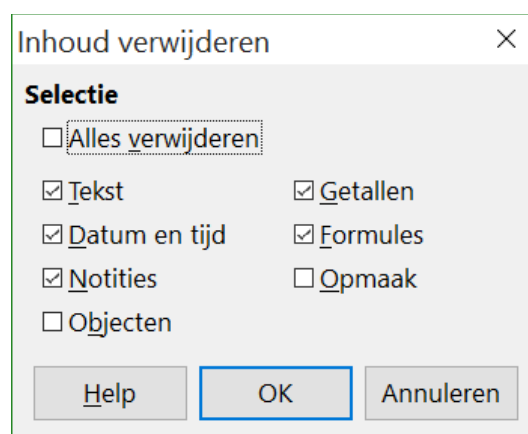 Inhoud verwijderen
Selectie
Alles verwijderen
Tekst Getallen
Datum en tijd Formules
Notities Opmaak
Objecten
Help OK Annuleren